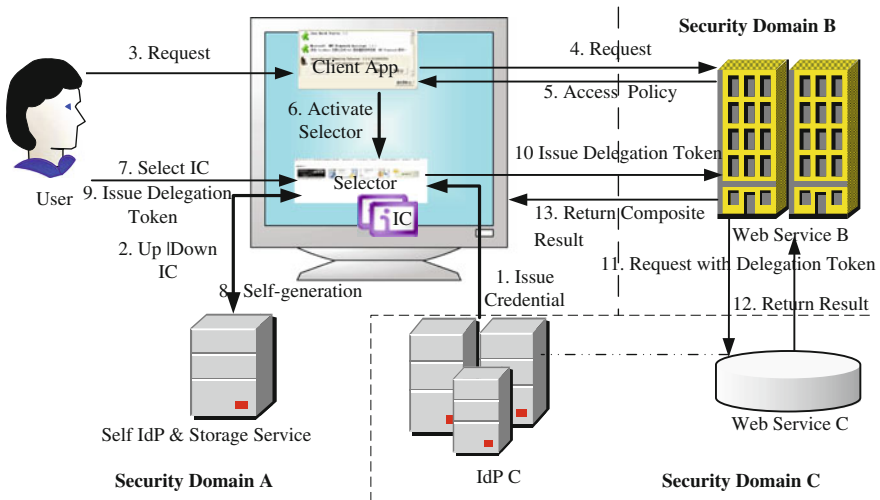 Security Domain B
3. Request
Client App
4. Request
5. Access Policy
6. Activate
Selector
7. Select IC
User
9. Issue Delegation
Token
Selector
IC
10 Issue Delegation Token
13. Return Composite
Result
Web Service B
2. Up |Down
IC
8. Self-generation
1. Issue
Credential
11. Request with Delegation Token
12. Return Result
Self IdP & Storage Service
IdP C
Web Service C
Security Domain A
Security Domain C